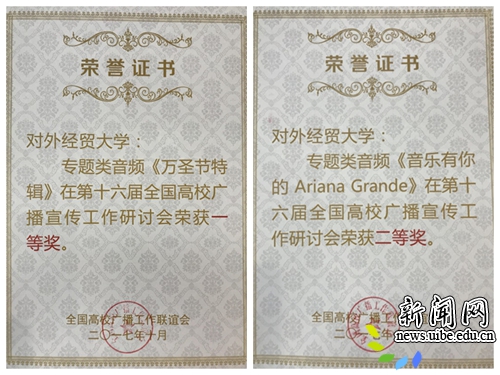 荣誉证书
对外经贸大学：
专题类音频《万圣节特
辑》在第十六届全国高校广
播宣传工作研讨会荣获一
等奖。
全国高校广播工作联谊会
二〇一七年十月
荣誉证书
对外经贸大学：
专题类音频《音乐有你
的 Ariana Grande》在第十
六届全国高校广播宣传工
作研讨会荣获二等奖。
全国高校广播工作
二〇一七年
新闻网
news.uibe.edu.cn